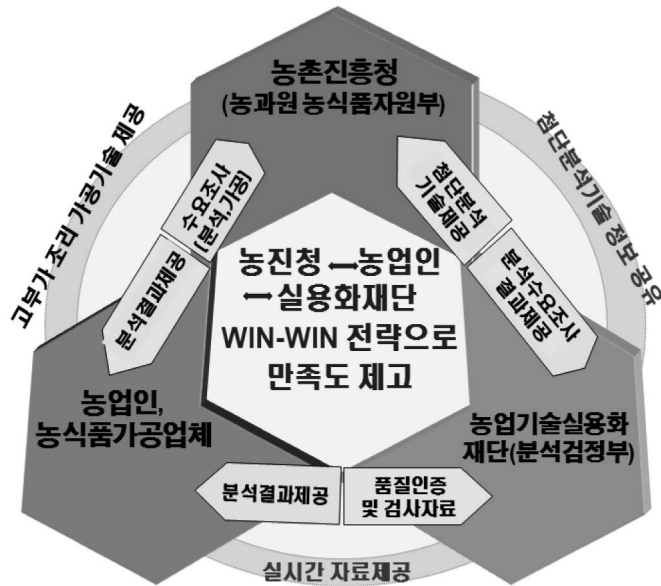 농촌진흥청
(농과원 농식품자원부)
고부가 조리 가공기술 제공
첨단분석기술 정보 공유
수요조사
(분석,가공)
분석결과제공
첨단분석
기술제공
분석수요조사
결과제공
농진청 ↔농업인
↔실용화재단
WIN-WIN 전략으로
만족도 제고
농업인,
농식품가공업체
농업기술실용화
재단(분석검정부)
분석결과제공
품질인증
및 검사자료
실시간 자료제공